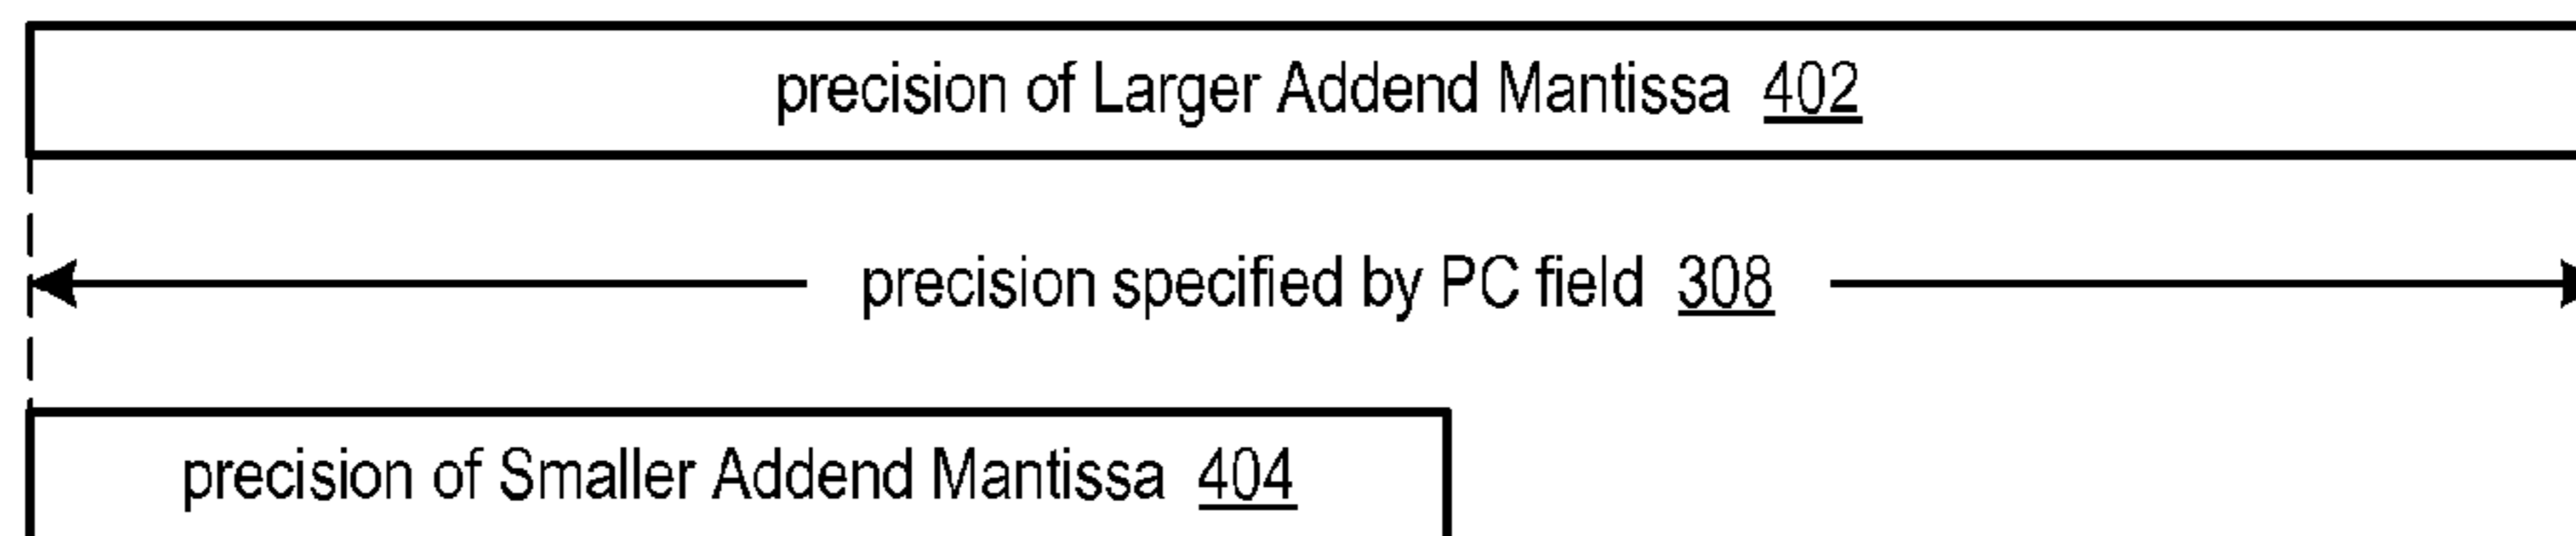 precision of Larger Addend Mantissa 402
precision specified by PC field 308
precision of Smaller Addend Mantissa 404